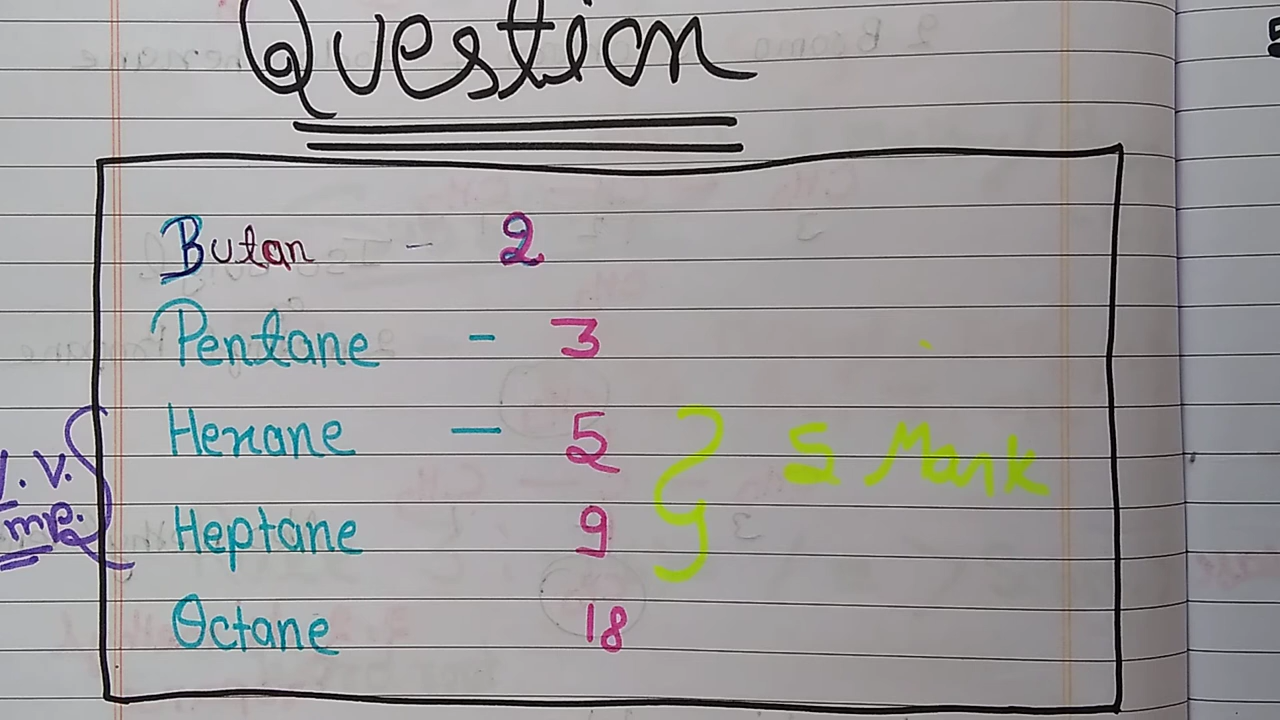 Question
Butan - 2
Pentane - 3
Hexane - 5
5 Mark
V. V.
Imp.
Heptane 9
Octane 18